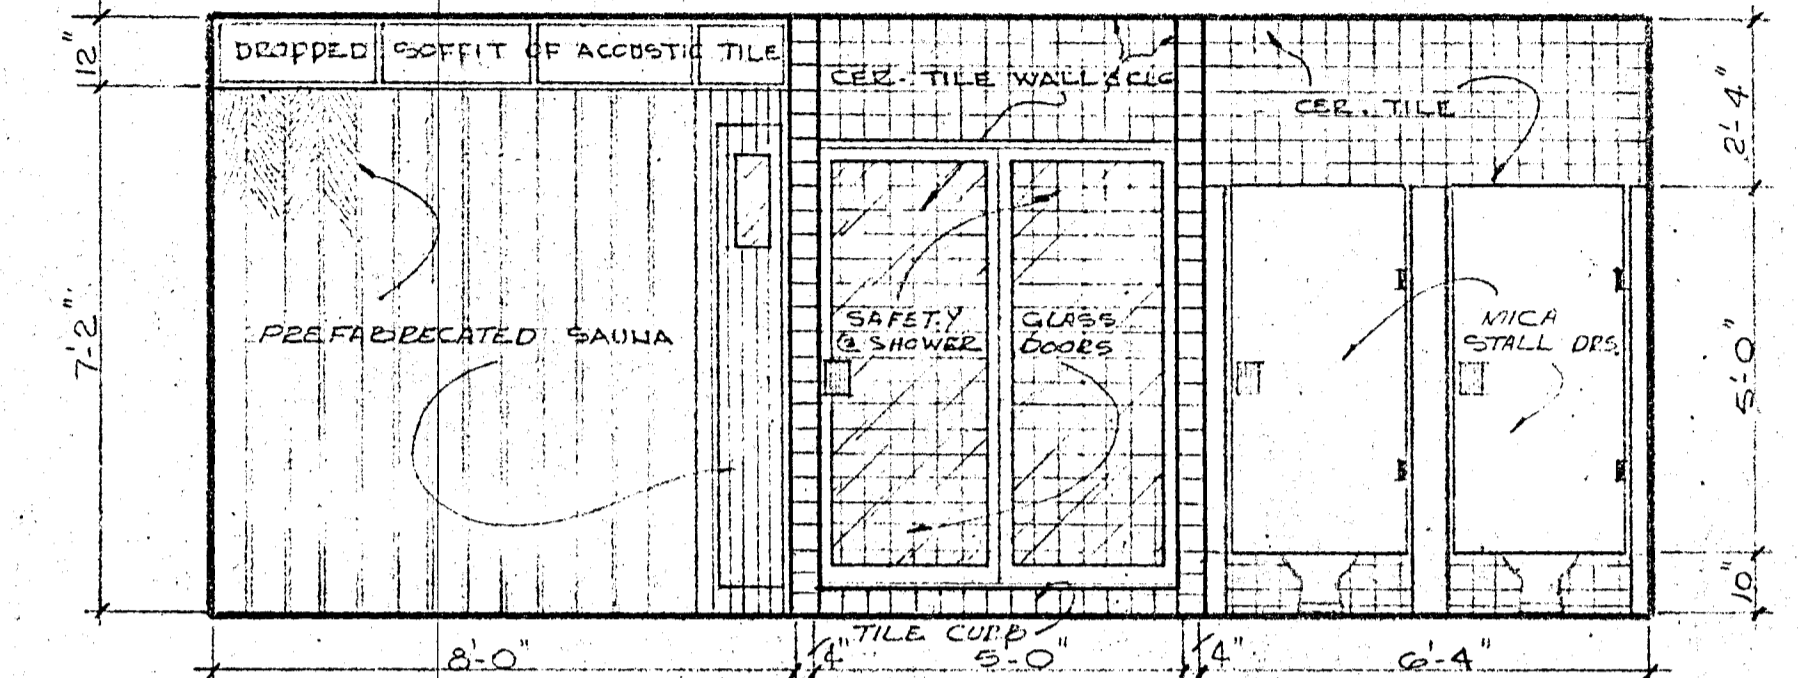 12"
DROPPED SOFFIT OF ACCOSTIC TILE
CER. TILE WALL & CLG
CER. TILE
2'-4"
7'-2"
PREFABRECATED SAUNA
SAFETY GLASS
@ SHOWER DOORS
MICA
STALL DRS.
5'-0"
10"
TILE CURB
8'-0" 4" 5'-0" 4" 6'-4"